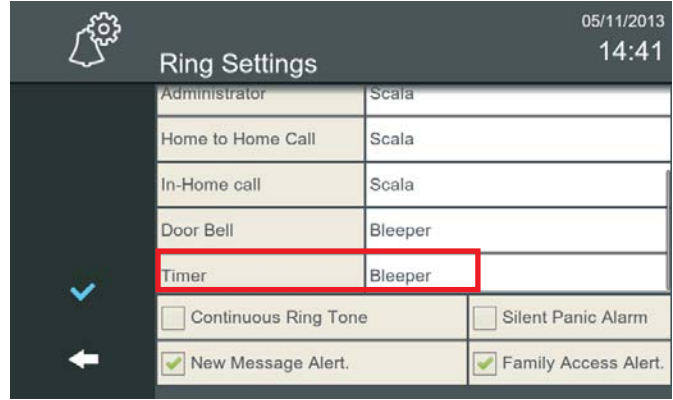 05/11/2013
Ring Settings 14:41
Administrator Scala
Home to Home Call Scala
In-Home call Scala
Door Bell Bleeper
Timer Bleeper
Continuous Ring Tone Silent Panic Alarm
New Message Alert. Family Access Alert.